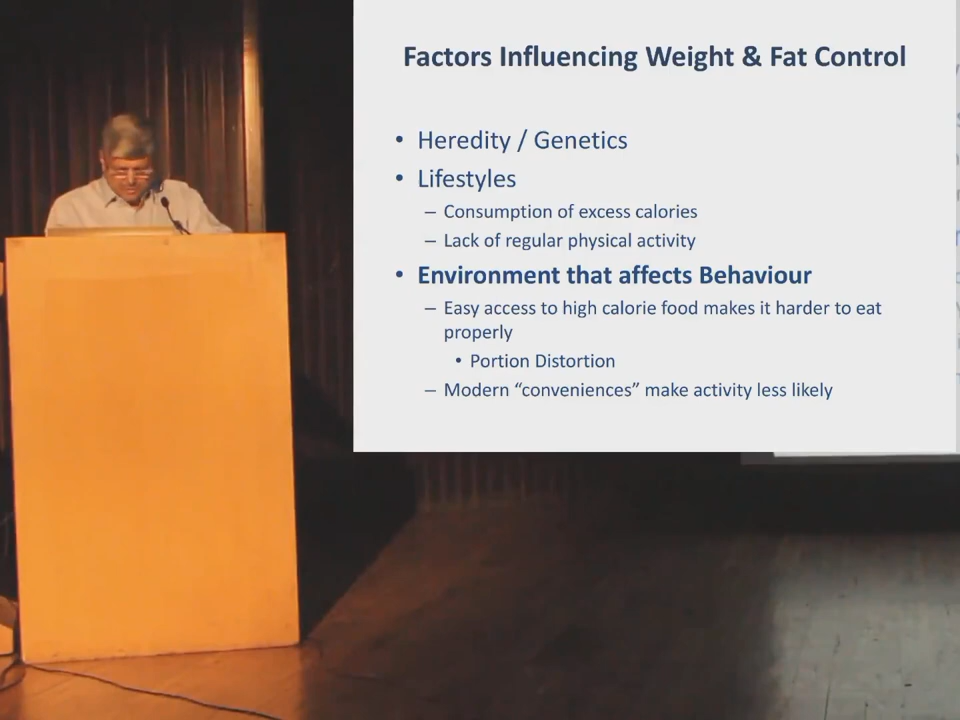 Factors Influencing Weight & Fat Control
• Heredity / Genetics
• Lifestyles
– Consumption of excess calories
– Lack of regular physical activity
• Environment that affects Behaviour
– Easy access to high calorie food makes it harder to eat
properly
• Portion Distortion
– Modern “conveniences” make activity less likely